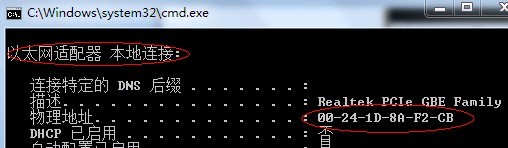 C:\Windows\system32\cmd.exe
以太网适配器 本地连接:
连接特定的 DNS 后缀 . . . . . . . :
描述. . . . . . . . . . . . . . . : Realtek PCIe GBE Family
物理地址. . . . . . . . . . . . . : 00-24-1D-8A-F2-CB
DHCP 已启用 . . . . . . . . . . . : 否
自动配置已启用. . . . . . . . . . : 是